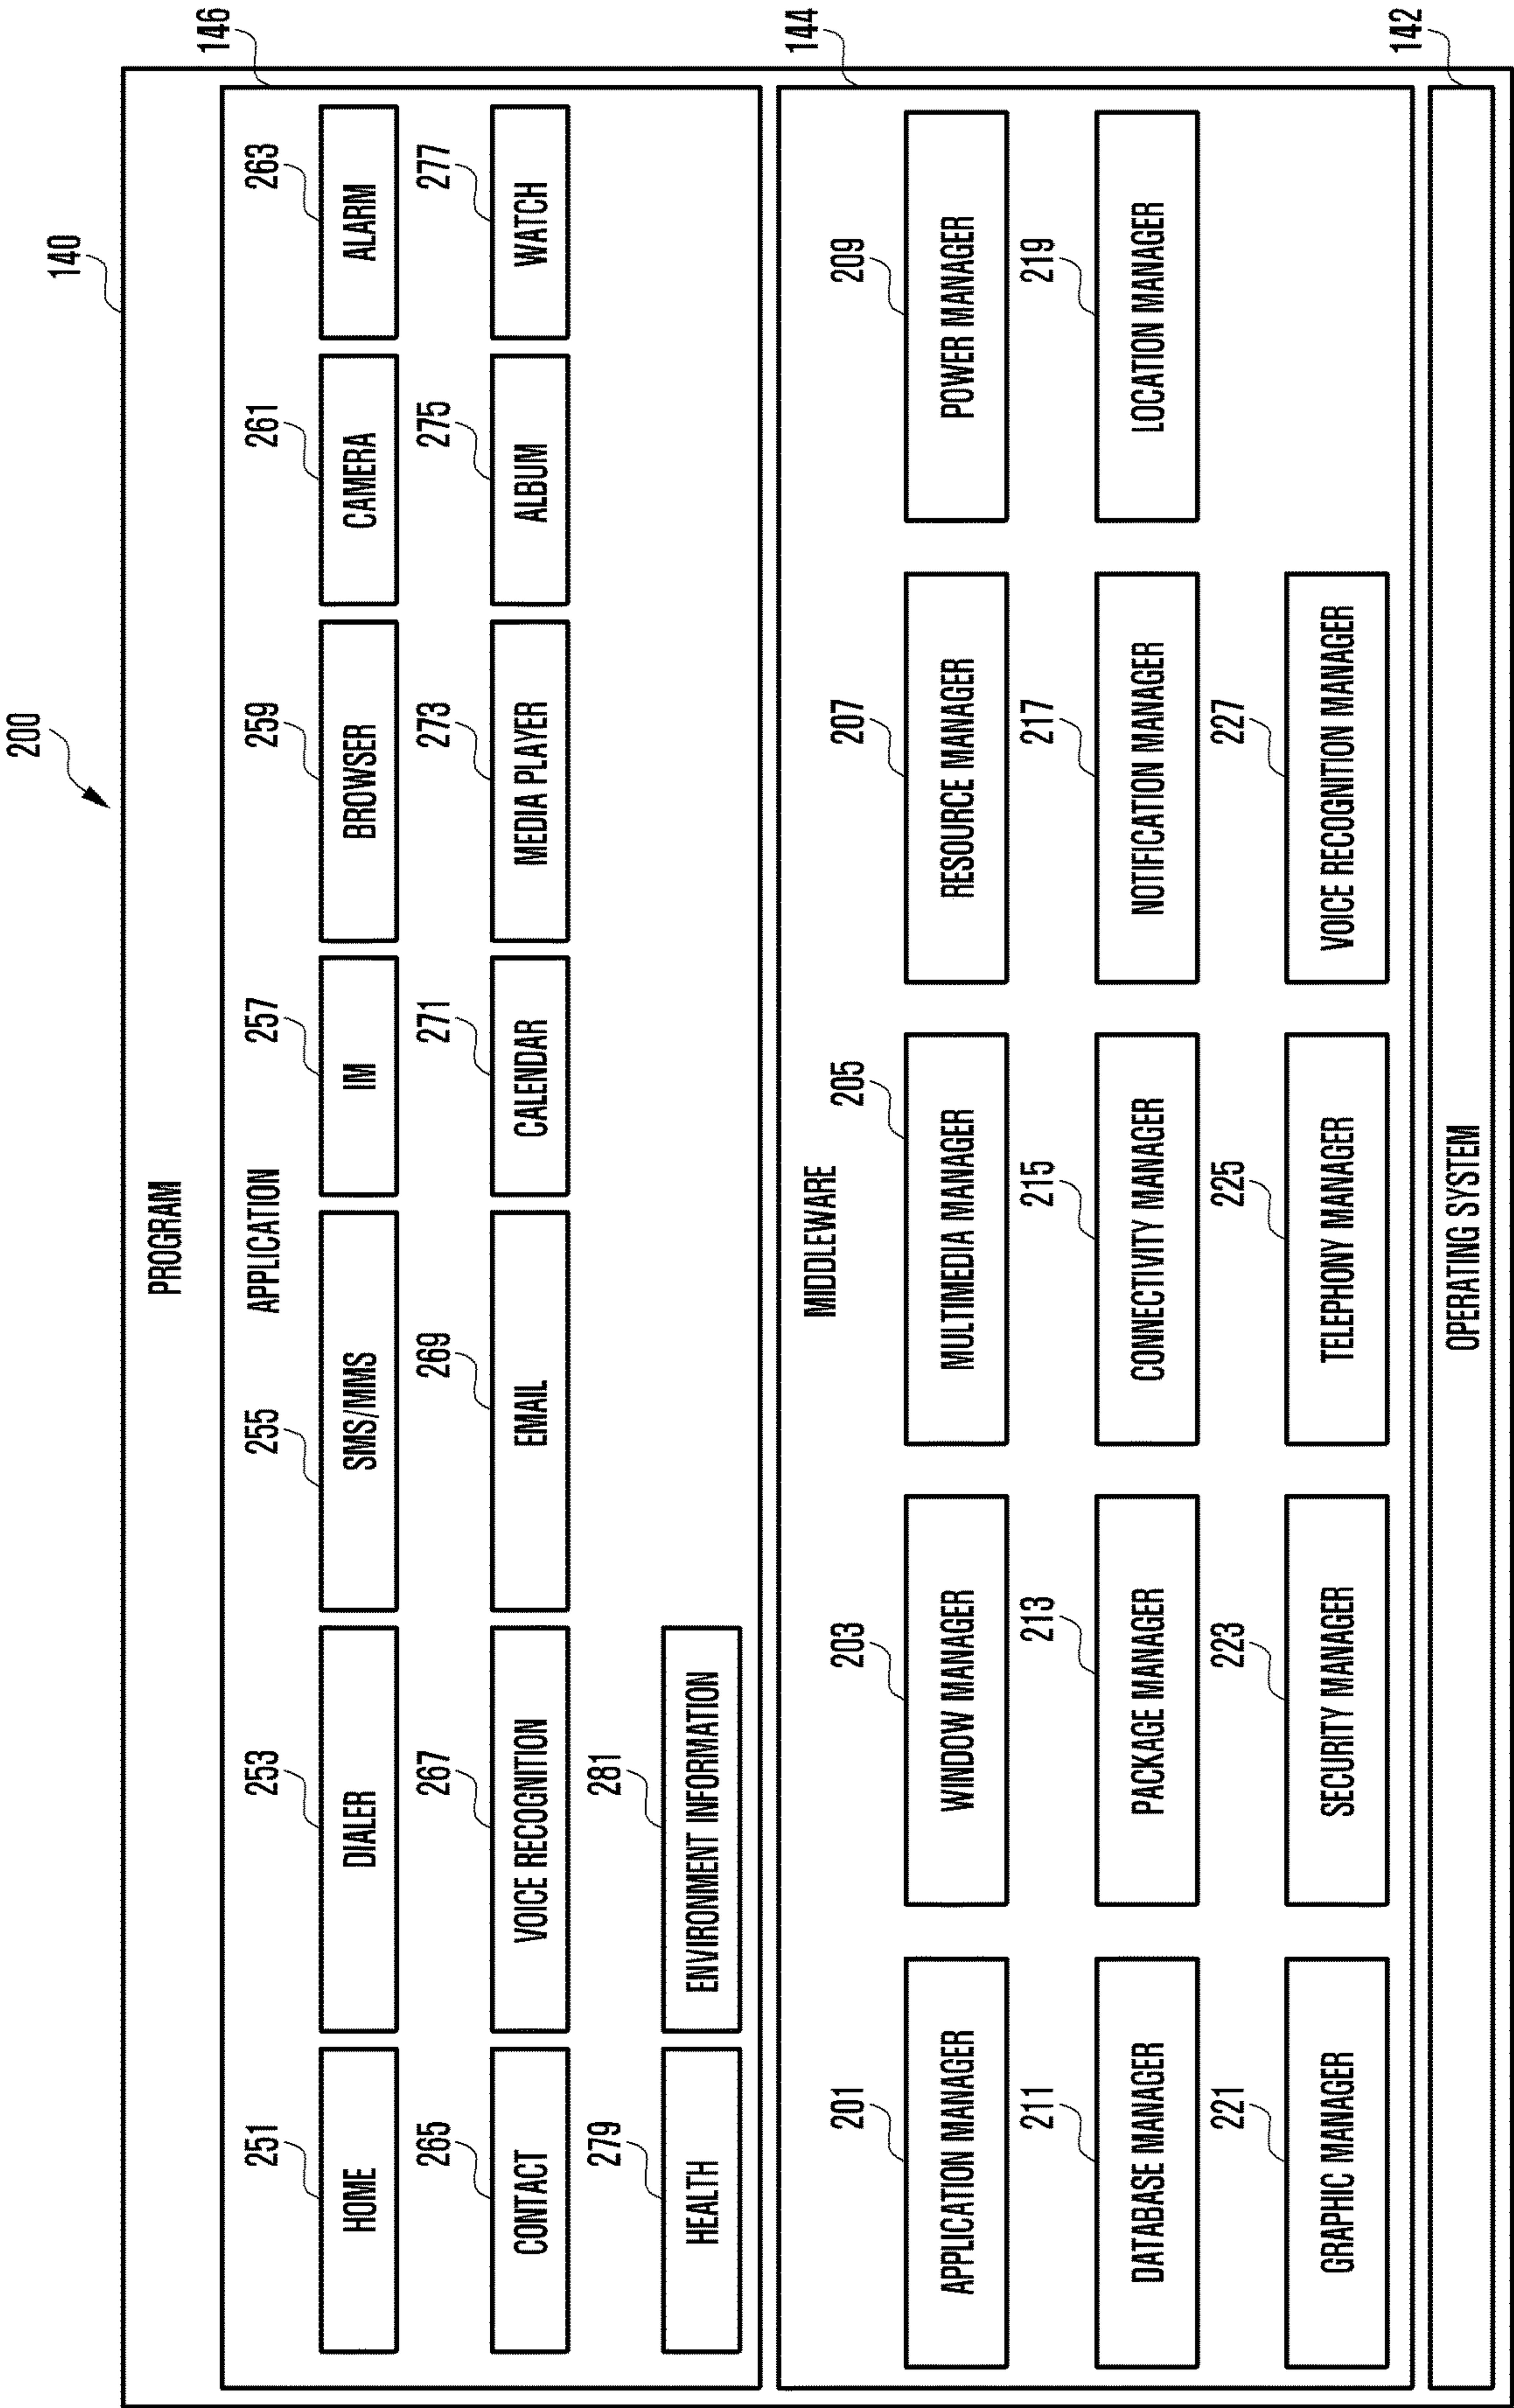 200
140
PROGRAM
146
APPLICATION
251 253 255 257 259 261 263
HOME DIALER SMS/MMS IM BROWSER CAMERA ALARM
265 267 269 271 273 275 277
CONTACT VOICE RECOGNITION EMAIL CALENDAR MEDIA PLAYER ALBUM WATCH
279 281
HEALTH ENVIRONMENT INFORMATION
144
MIDDLEWARE
201 203 205 207 209
APPLICATION MANAGER WINDOW MANAGER MULTIMEDIA MANAGER RESOURCE MANAGER POWER MANAGER
211 213 215 217 219
DATABASE MANAGER PACKAGE MANAGER CONNECTIVITY MANAGER NOTIFICATION MANAGER LOCATION MANAGER
221 223 225 227
GRAPHIC MANAGER SECURITY MANAGER TELEPHONY MANAGER VOICE RECOGNITION MANAGER
142
OPERATING SYSTEM